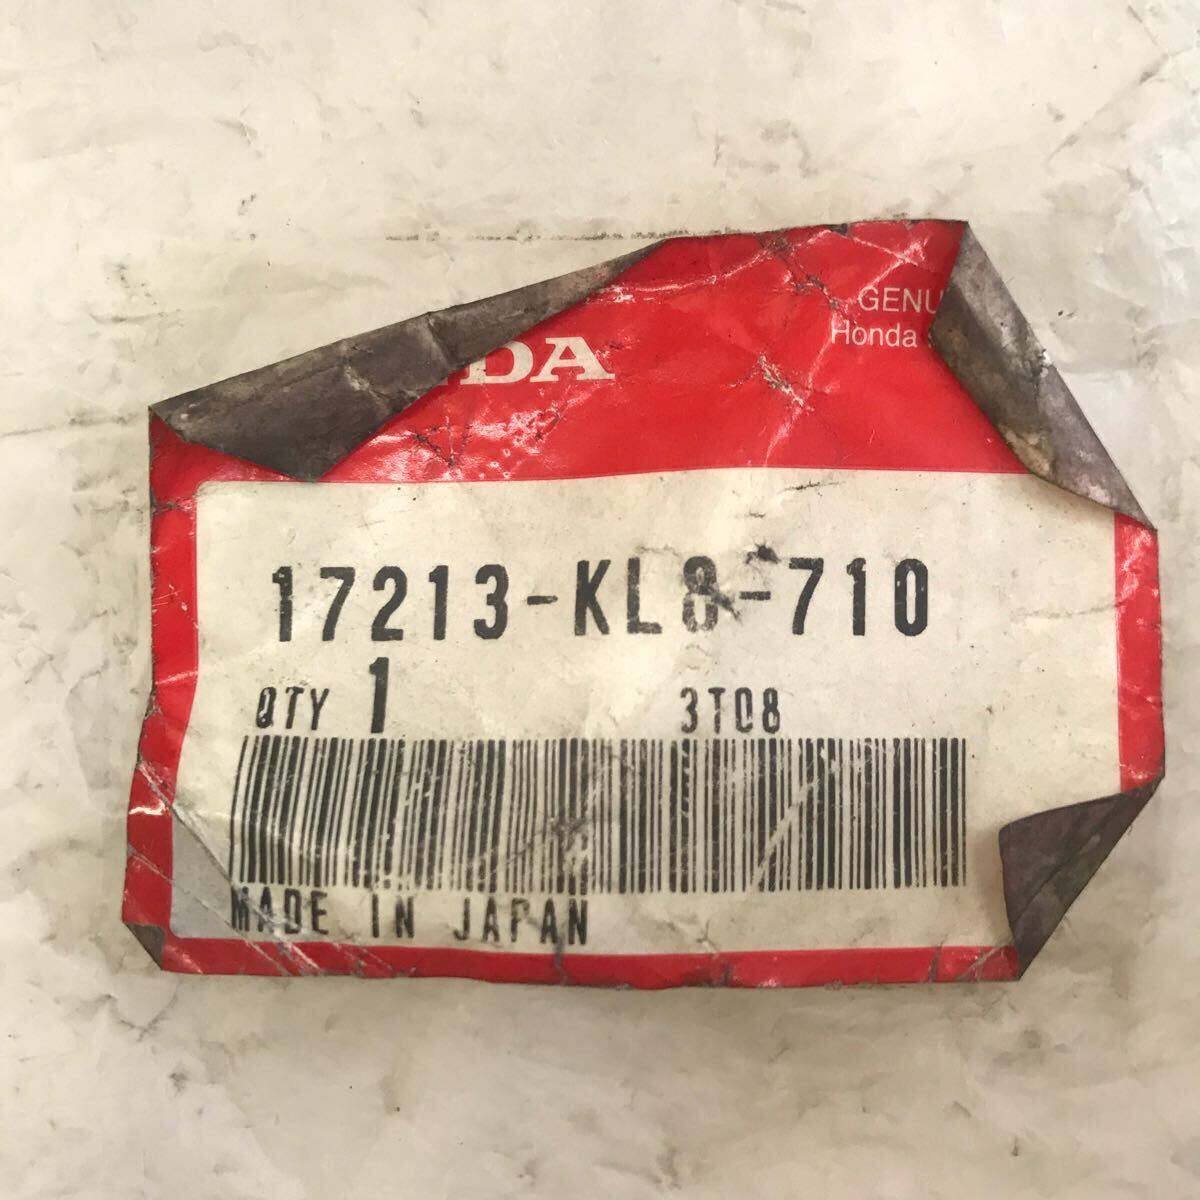 GENU
Honda
DA
17213-KL8-710
QTY 1 3T08
MADE IN JAPAN